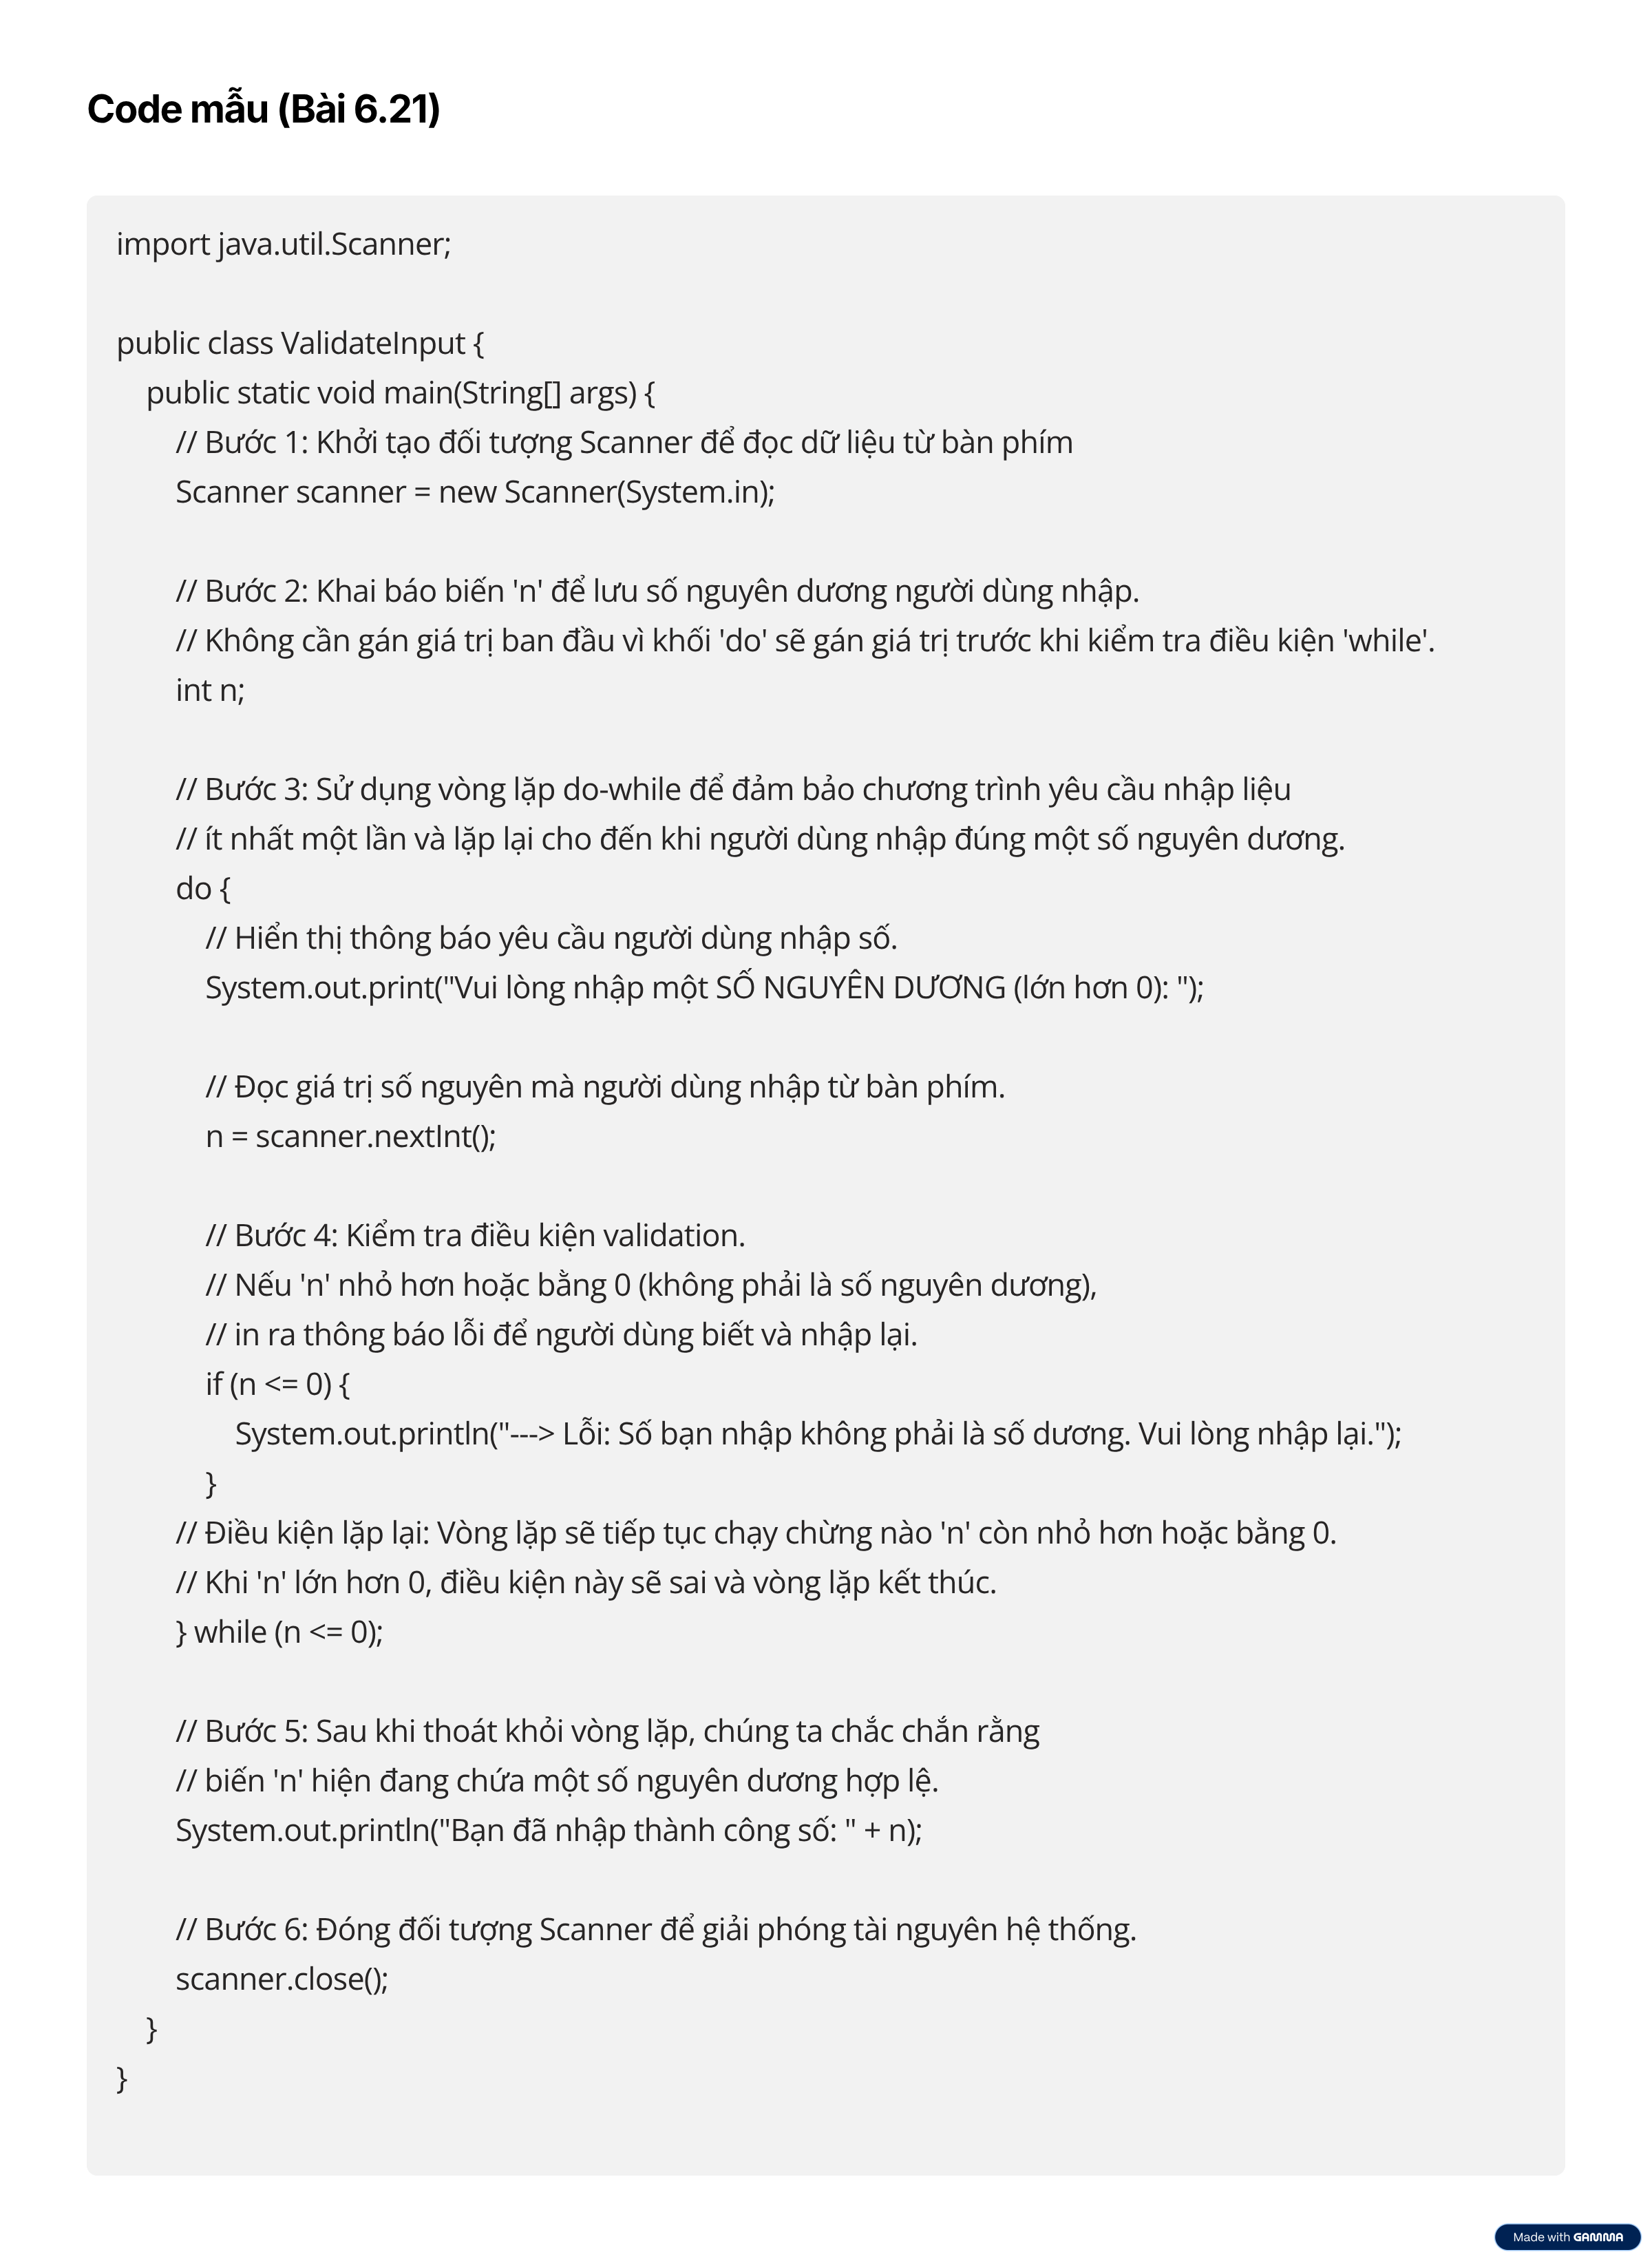 Code mẫu (Bài 6.21)
import java.util.Scanner;
public class ValidateInput {
public static void main(String[] args) {
// Bước 1: Khởi tạo đối tượng Scanner để đọc dữ liệu từ bàn phím
Scanner scanner = new Scanner(System.in);
// Bước 2: Khai báo biến 'n' để lưu số nguyên dương người dùng nhập.
// Không cần gán giá trị ban đầu vì khối 'do' sẽ gán giá trị trước khi kiểm tra điều kiện 'while'.
int n;
// Bước 3: Sử dụng vòng lặp do-while để đảm bảo chương trình yêu cầu nhập liệu
// ít nhất một lần và lặp lại cho đến khi người dùng nhập đúng một số nguyên dương.
do {
// Hiển thị thông báo yêu cầu người dùng nhập số.
System.out.print("Vui lòng nhập một SỐ NGUYÊN DƯƠNG (lớn hơn 0): ");
// Đọc giá trị số nguyên mà người dùng nhập từ bàn phím.
n = scanner.nextInt();
// Bước 4: Kiểm tra điều kiện validation.
// Nếu 'n' nhỏ hơn hoặc bằng 0 (không phải là số nguyên dương),
// in ra thông báo lỗi để người dùng biết và nhập lại.
if (n <= 0) {
System.out.println("---> Lỗi: Số bạn nhập không phải là số dương. Vui lòng nhập lại.");
}
// Điều kiện lặp lại: Vòng lặp sẽ tiếp tục chạy chừng nào 'n' còn nhỏ hơn hoặc bằng 0.
// Khi 'n' lớn hơn 0, điều kiện này sẽ sai và vòng lặp kết thúc.
} while (n <= 0);
// Bước 5: Sau khi thoát khỏi vòng lặp, chúng ta chắc chắn rằng
// biến 'n' hiện đang chứa một số nguyên dương hợp lệ.
System.out.println("Bạn đã nhập thành công số: " + n);
// Bước 6: Đóng đối tượng Scanner để giải phóng tài nguyên hệ thống.
scanner.close();
}
}
Made with GAMMA